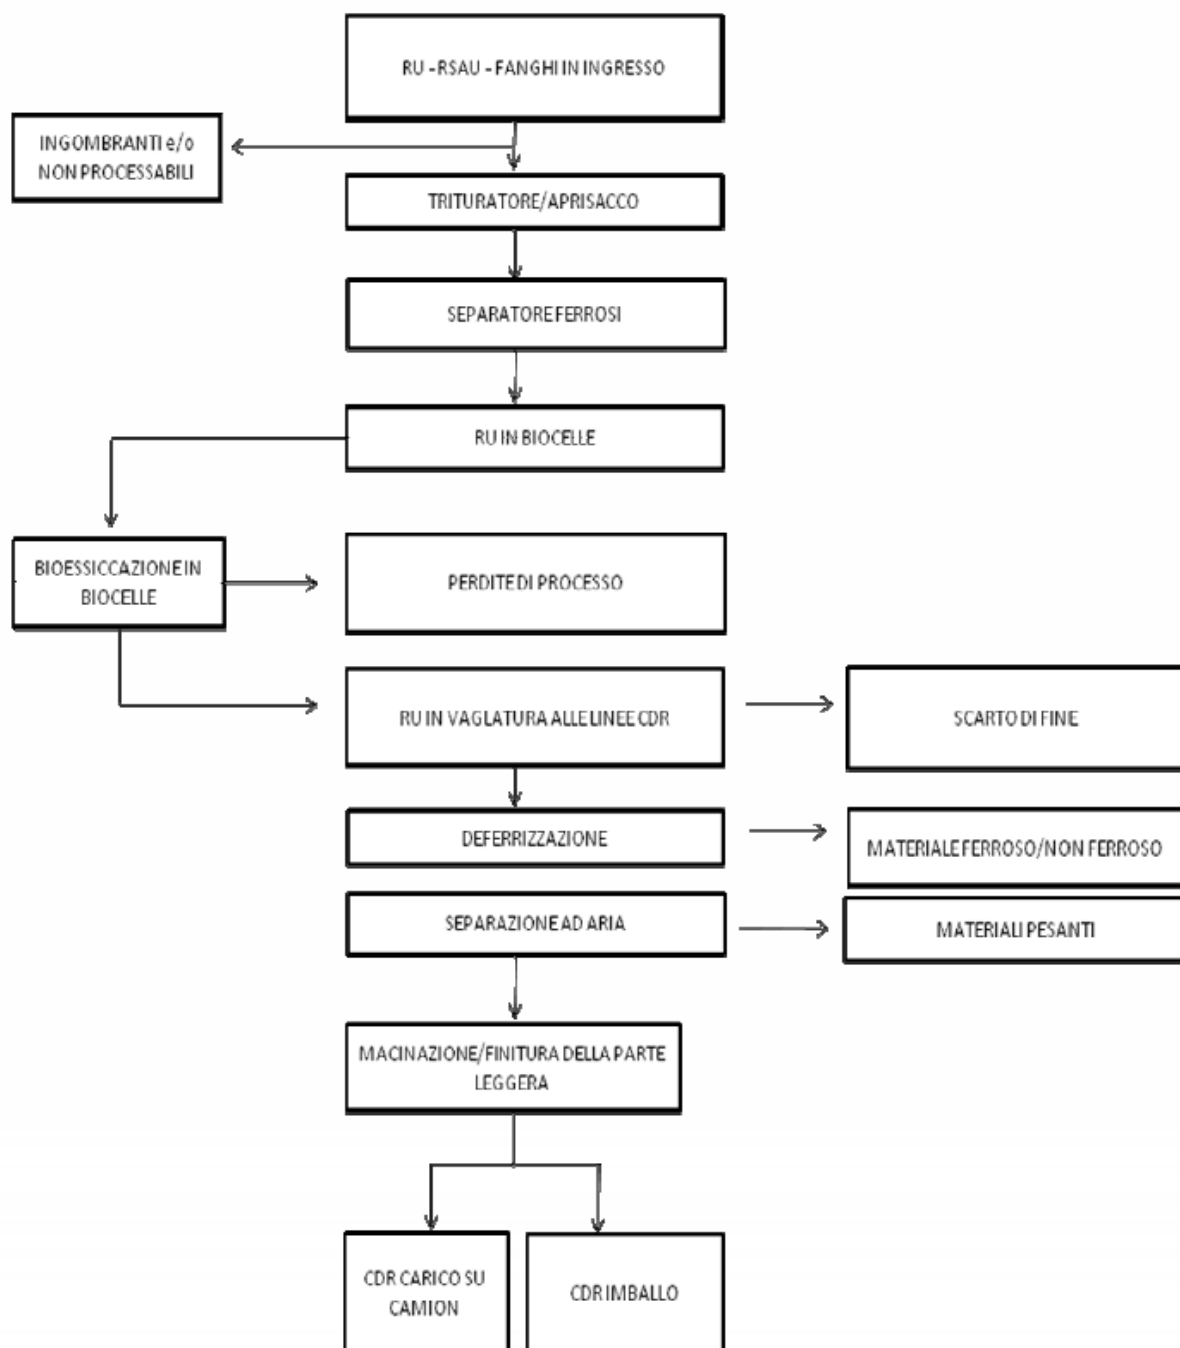 RU - RSAU - FANGHI IN INGRESSO
INGOMBRANTI e/o
NON PROCESSABILI
TRITURATORE/APRISACCO
SEPARATORE FERROSI
RU IN BIOCELLE
BIOESSICCAZIONE IN
BIOCELLE
PERDITE DI PROCESSO
RU IN VAGLATURA ALLE LINEE CDR
SCARTO DI FINE
DEFERRIZZAZIONE
MATERIALE FERROSO/NON FERROSO
SEPARAZIONE AD ARIA
MATERIALI PESANTI
MACINAZIONE/FINITURA DELLA PARTE
LEGGERA
CDR CARICO SU
CAMION
CDR IMBALLO